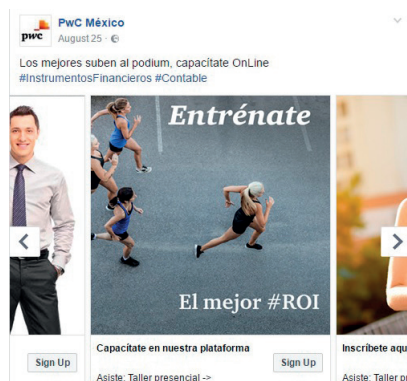 pwc
PwC México
August 25
Los mejores suben al podium, capacítate OnLine
#InstrumentosFinancieros #Contable
Entrénate
El mejor #ROI
Sign Up
Capacítate en nuestra plataforma
Sign Up
Asiste: Taller presencial ->
Inscríbete aqu
Asiste: Taller pr